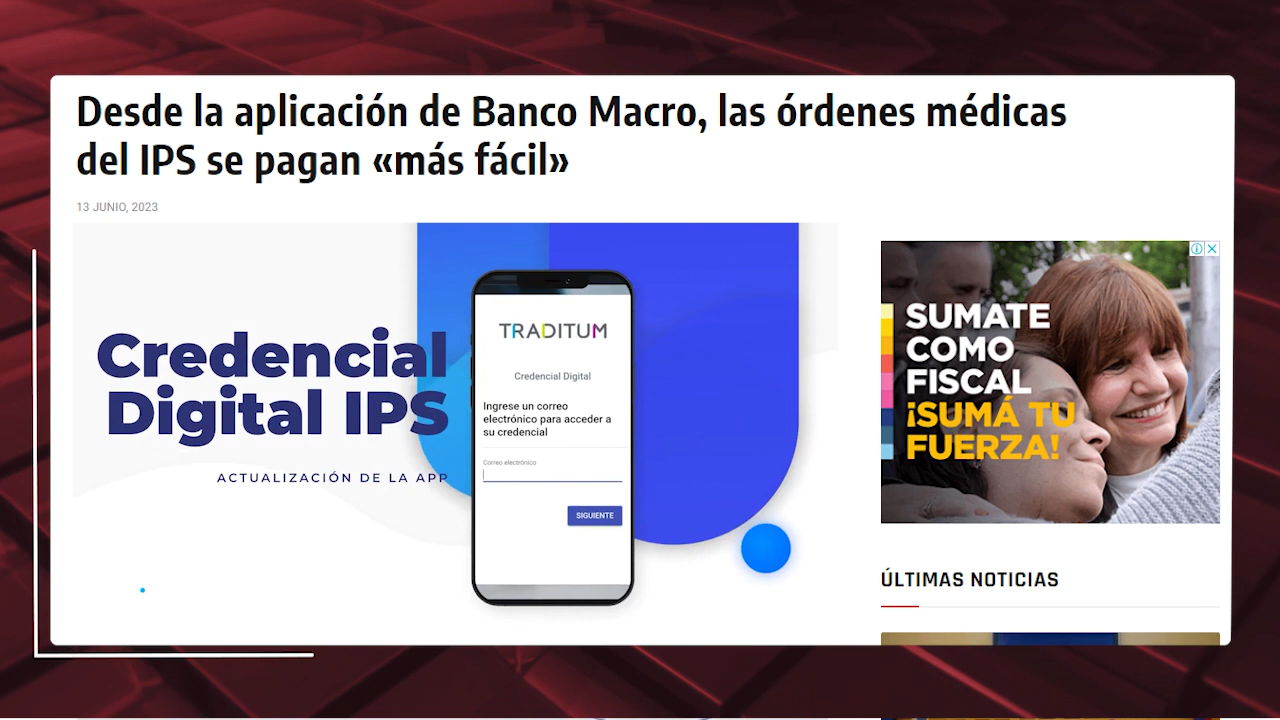 Desde la aplicación de Banco Macro, las órdenes médicas
del IPS se pagan «más fácil»
13 JUNIO, 2023
Credencial
Digital IPS
ACTUALIZACIÓN DE LA APP
TRADITUM
Credencial Digital
Ingrese un correo
electrónico para acceder a
su credencial
Correo electrónico
SIGUIENTE
SUMATE
COMO
FISCAL
¡SUMÁ TU
FUERZA!
ÚLTIMAS NOTICIAS